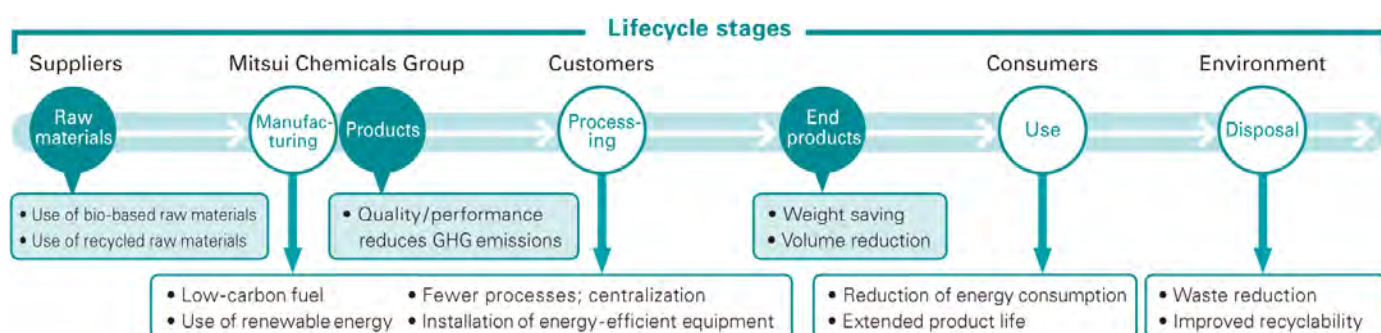 Lifecycle stages
Suppliers
Mitsui Chemicals Group
Customers
Consumers
Environment
Raw
materials
Manufac-
turing
Products
Process-
ing
End
products
Use
Disposal
• Use of bio-based raw materials
• Use of recycled raw materials
• Quality/performance
reduces GHG emissions
• Weight saving
• Volume reduction
• Low-carbon fuel
• Use of renewable energy
• Fewer processes; centralization
• Installation of energy-efficient equipment
• Reduction of energy consumption
• Extended product life
• Waste reduction
• Improved recyclability